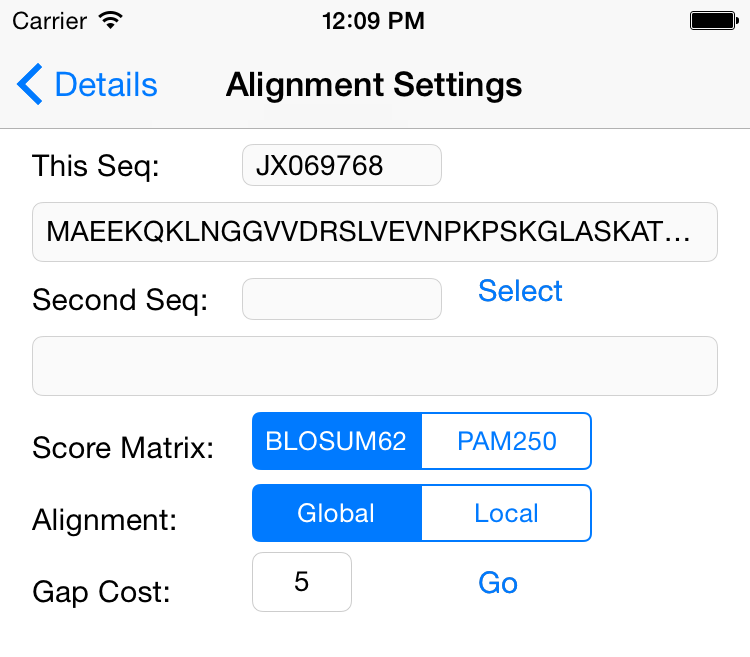 Carrier 12:09 PM
Details Alignment Settings
This Seq: JX069768
MAEEKQKLNGGVVDRSLVEVNPKPSKGLASKAT...
Second Seq: Select
Score Matrix: BLOSUM62 PAM250
Alignment: Global Local
Gap Cost: 5 Go